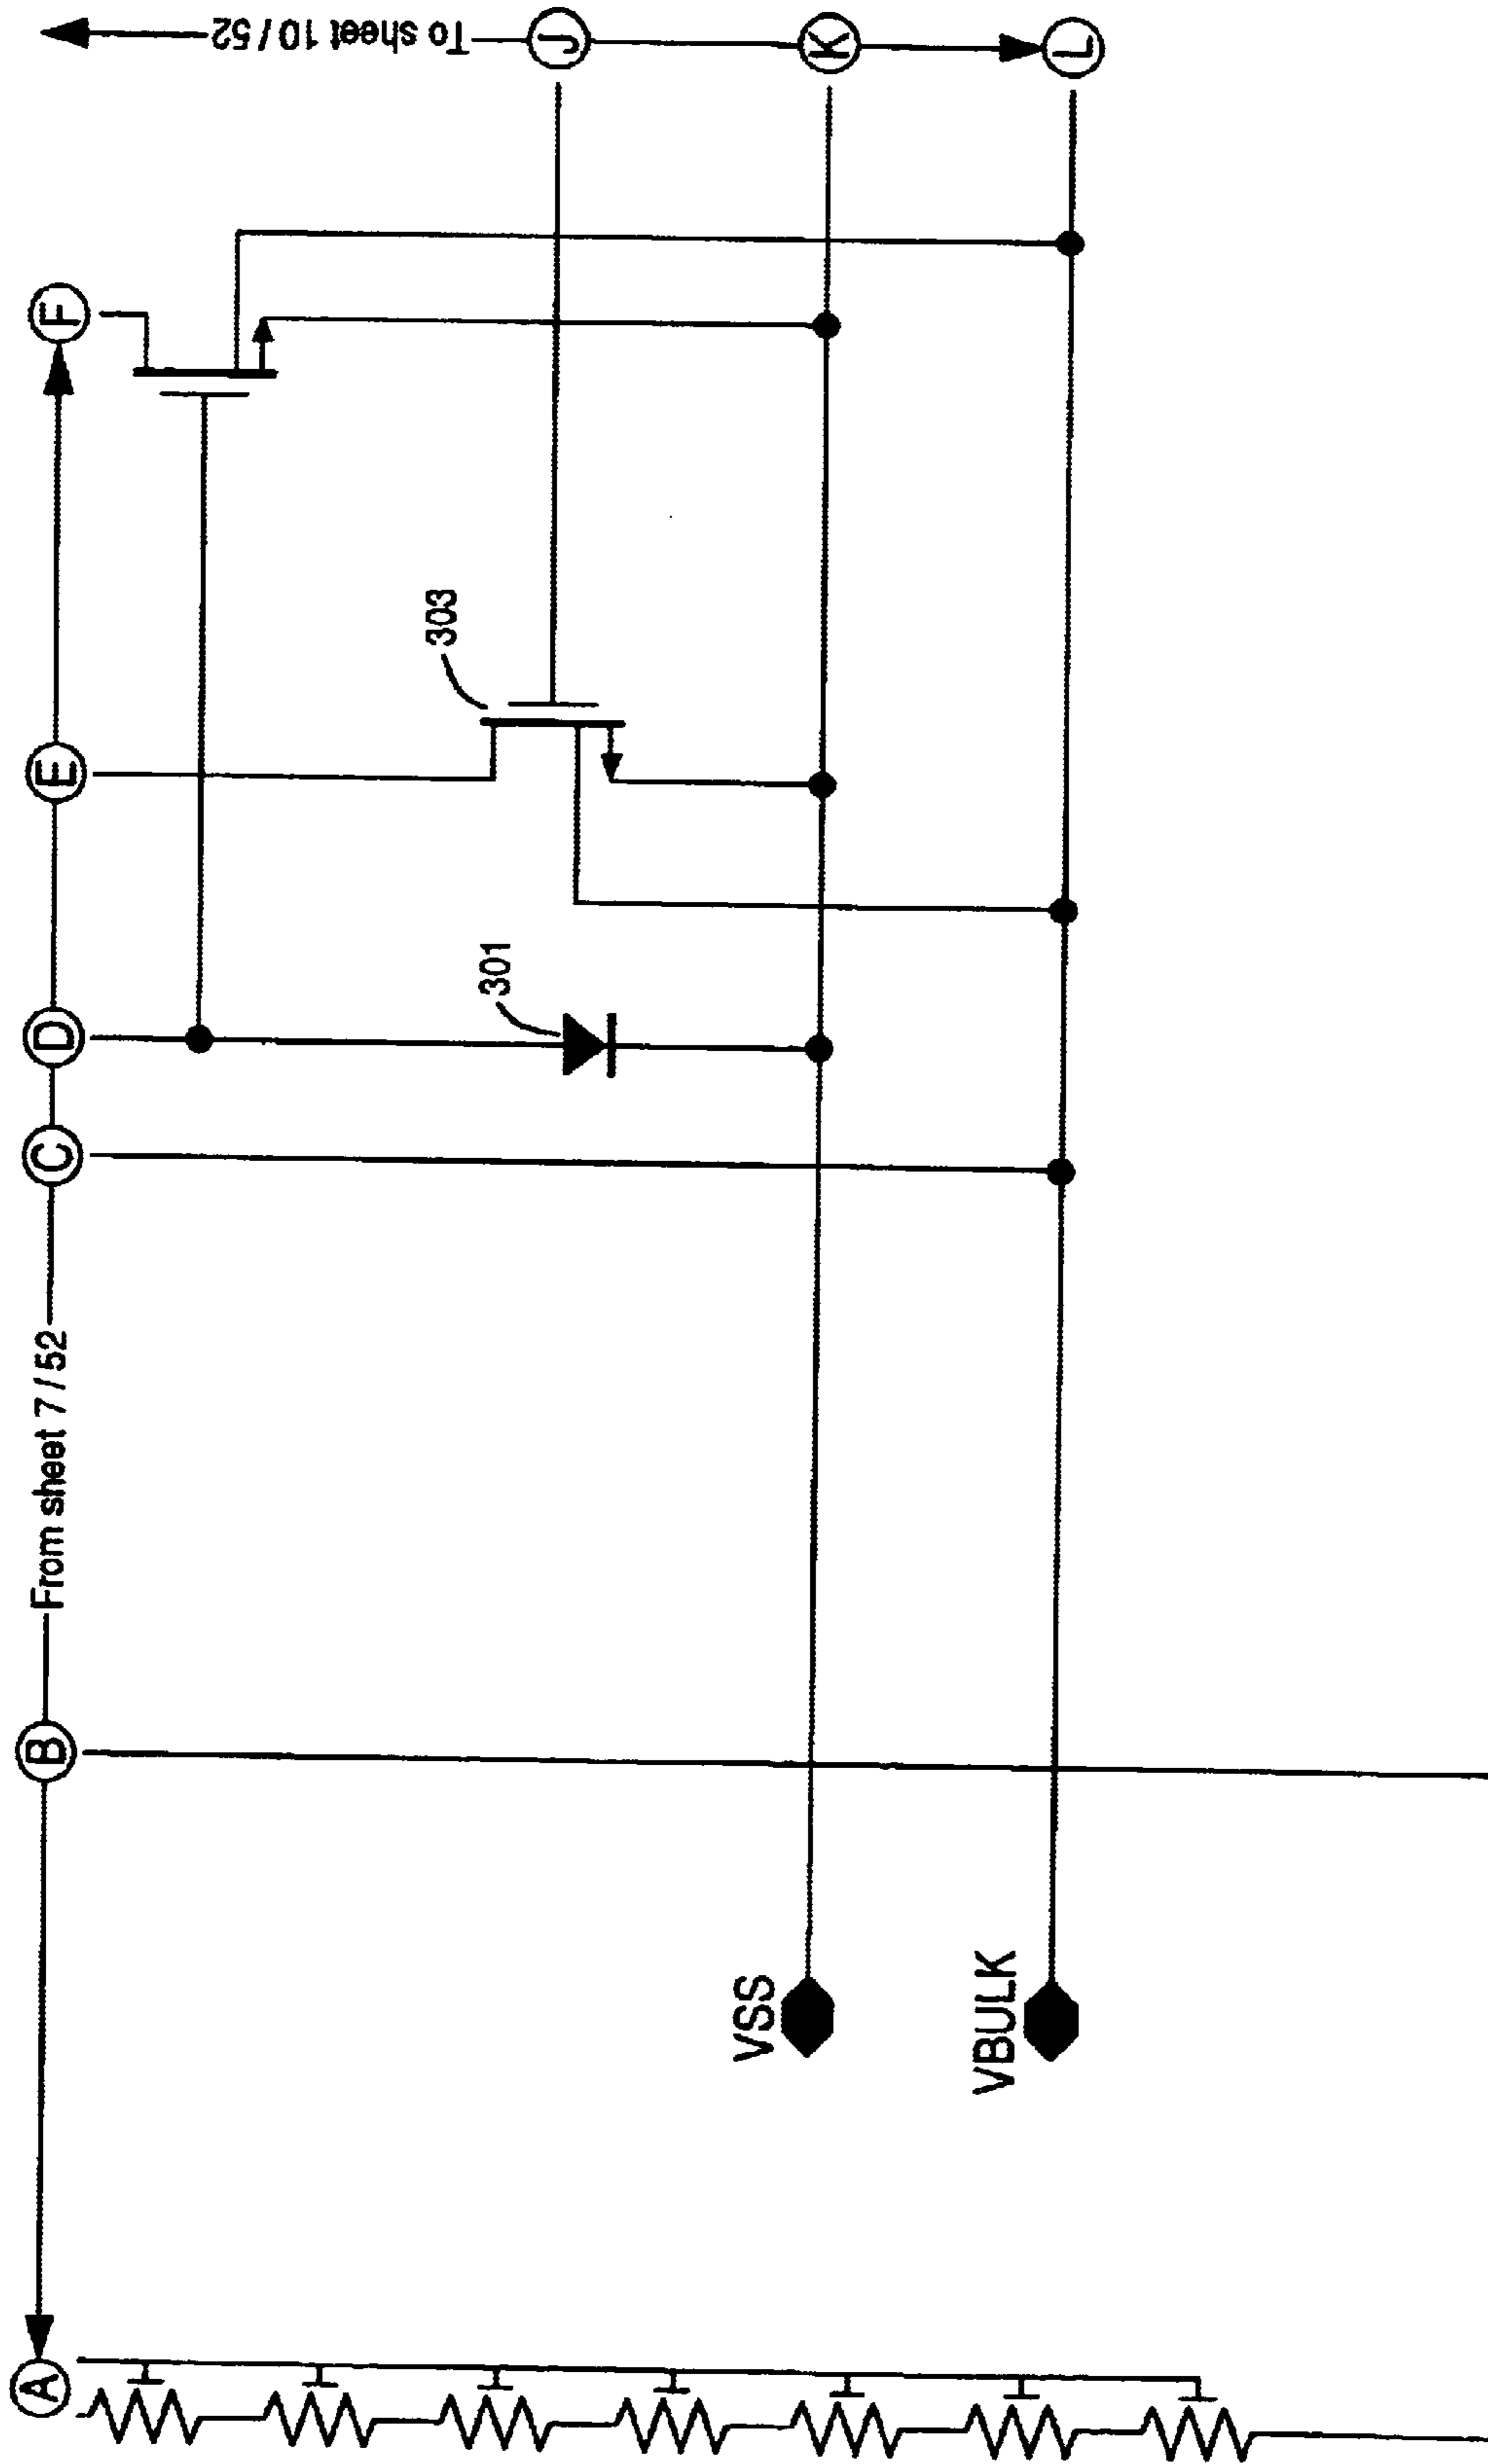 A
B
From sheet 7 / 52
C
D
E
F
To sheet 10 / 52
J
K
L
301
303
VSS
VBULK